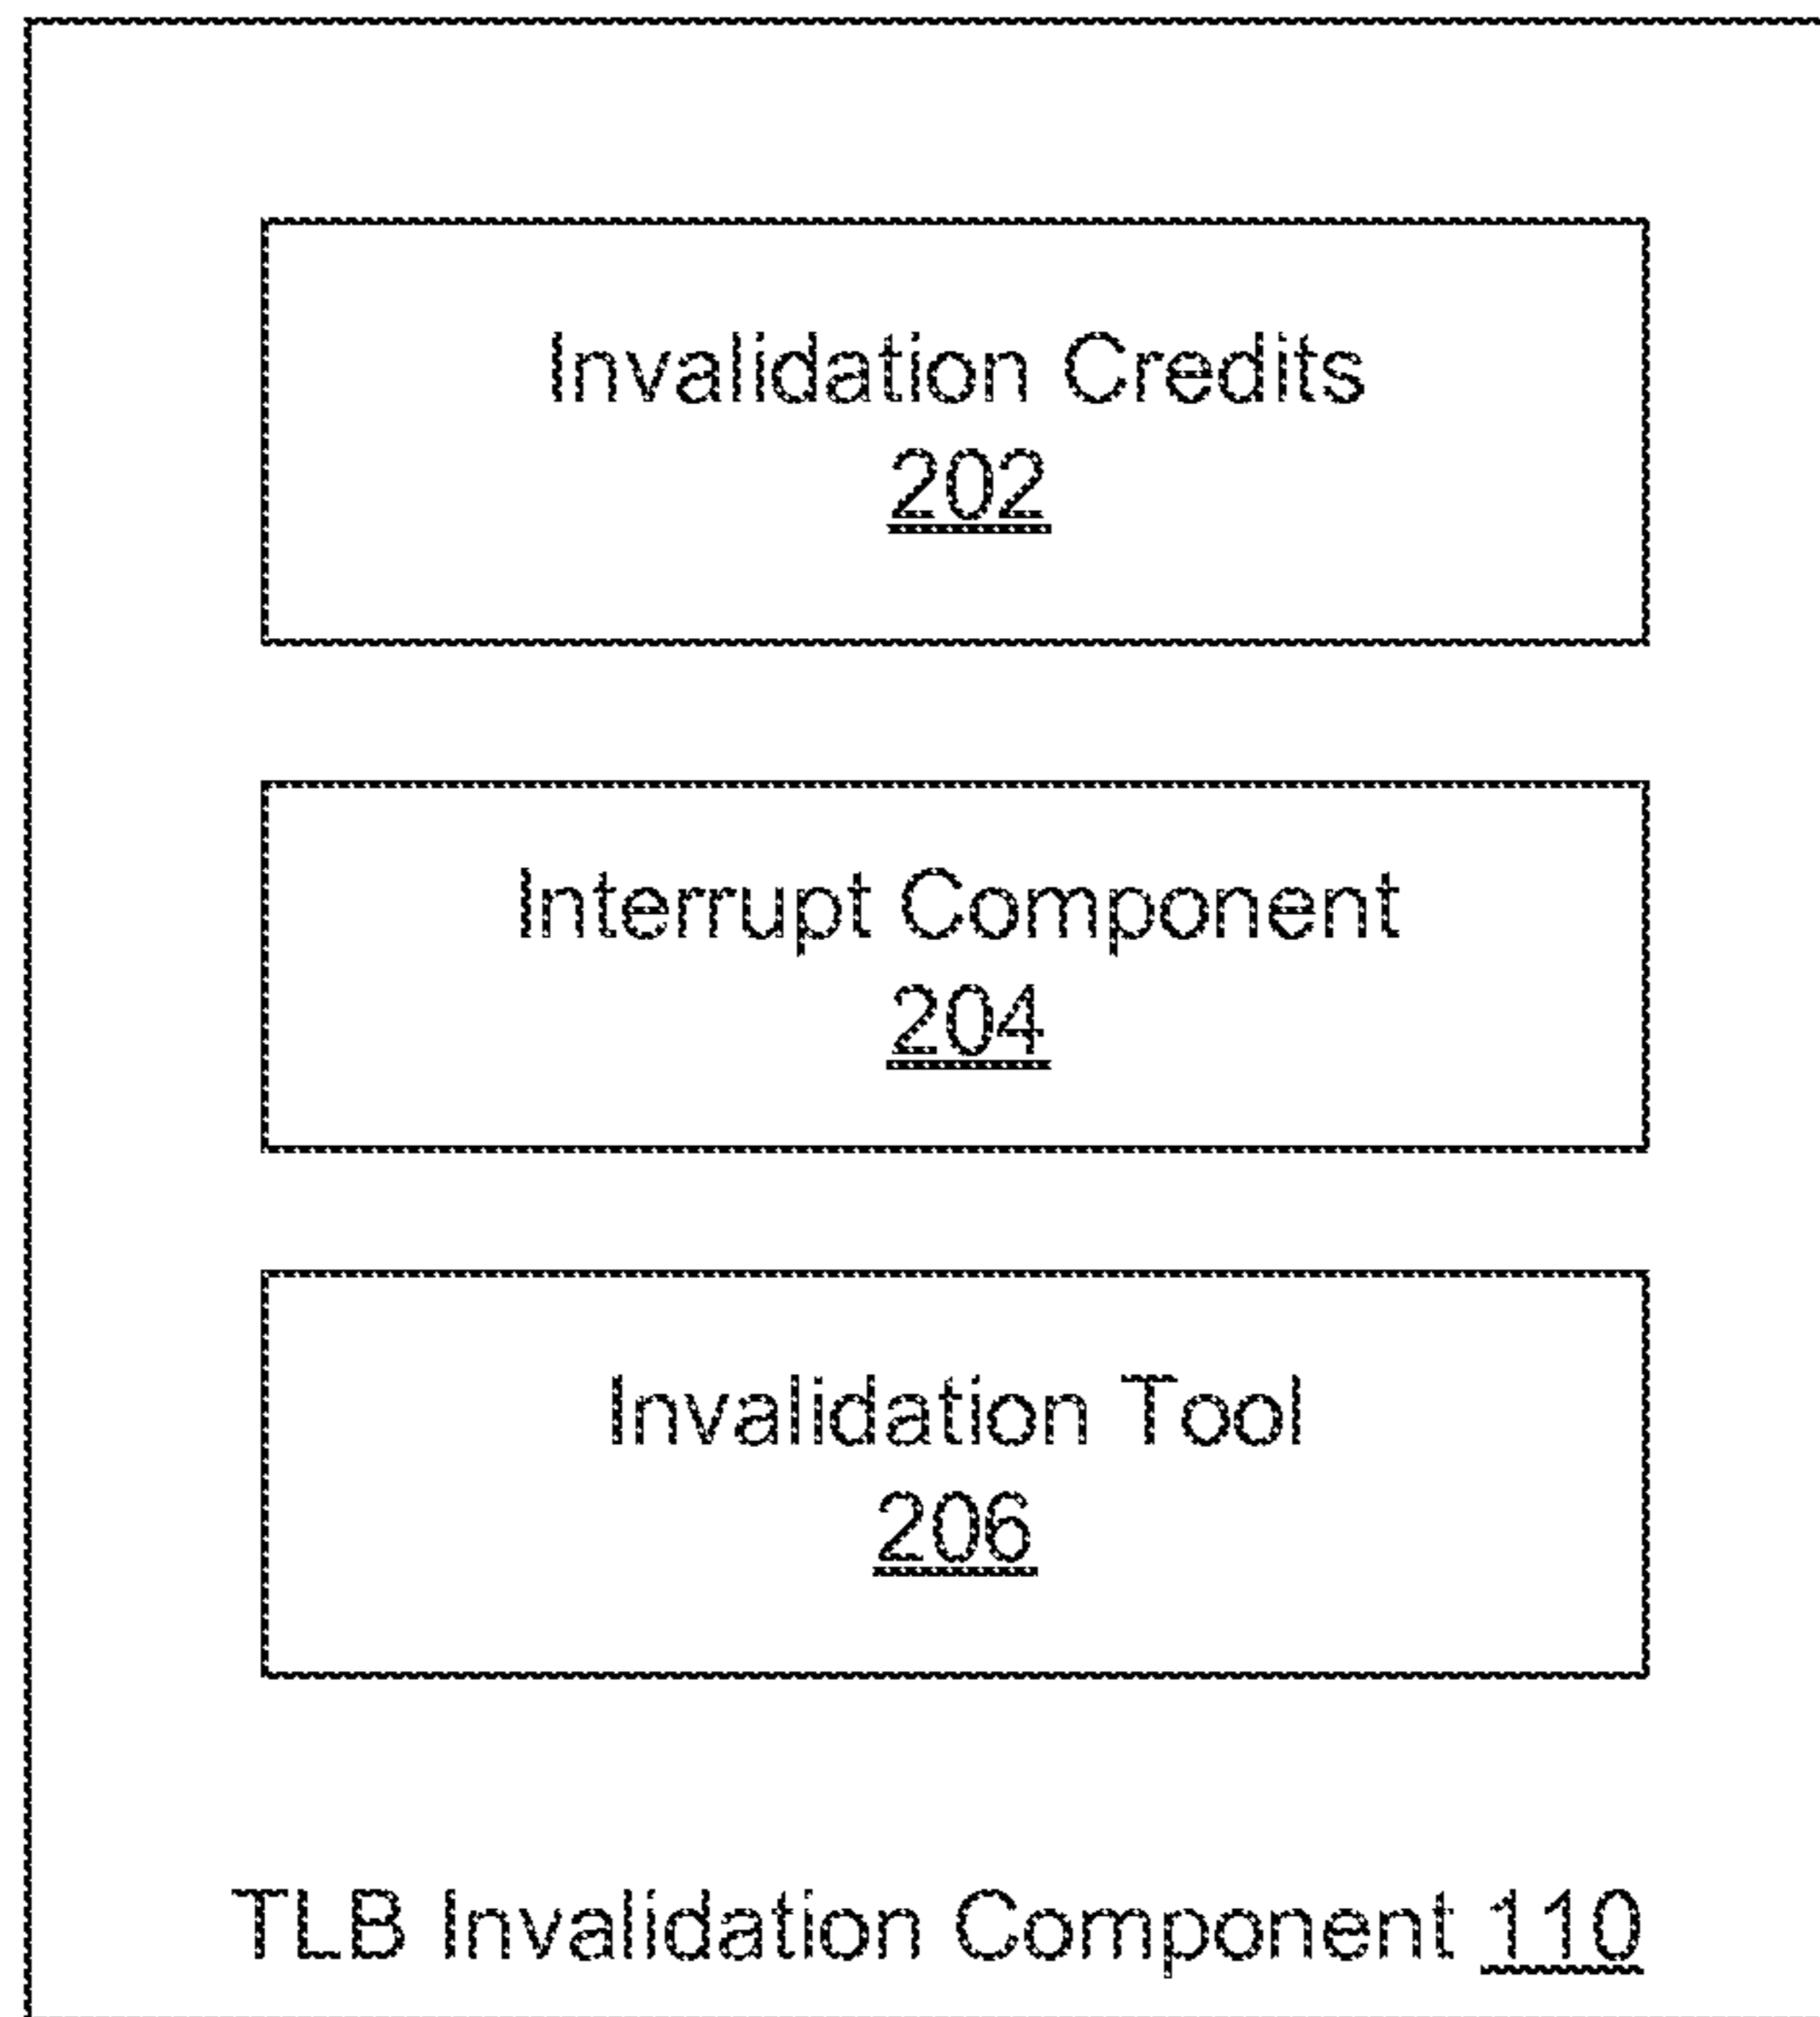 Invalidation Credits
202
Interrupt Component
204
Invalidation Tool
206
TLB Invalidation Component 110